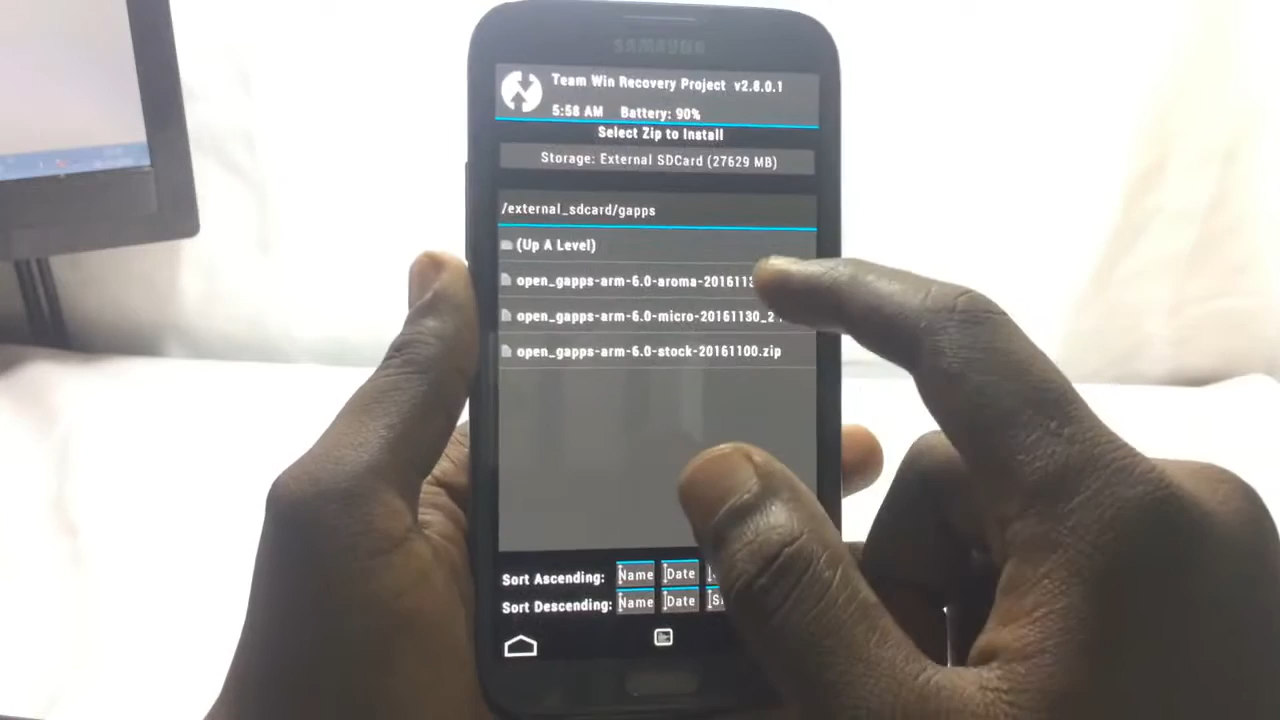 SAMSUNG
Team Win Recovery Project v2.8.0.1
5:58 AM Battery: 90%
Select Zip to Install
Storage: External SDCard (27629 MB)
/external_sdcard/gapps
(Up A Level)
open_gapps-arm-6.0-aroma-2016113
open_gapps-arm-6.0-micro-20161130_2
open_gapps-arm-6.0-stock-20161100.zip
Sort Ascending: Name Date
Sort Descending: Name Date